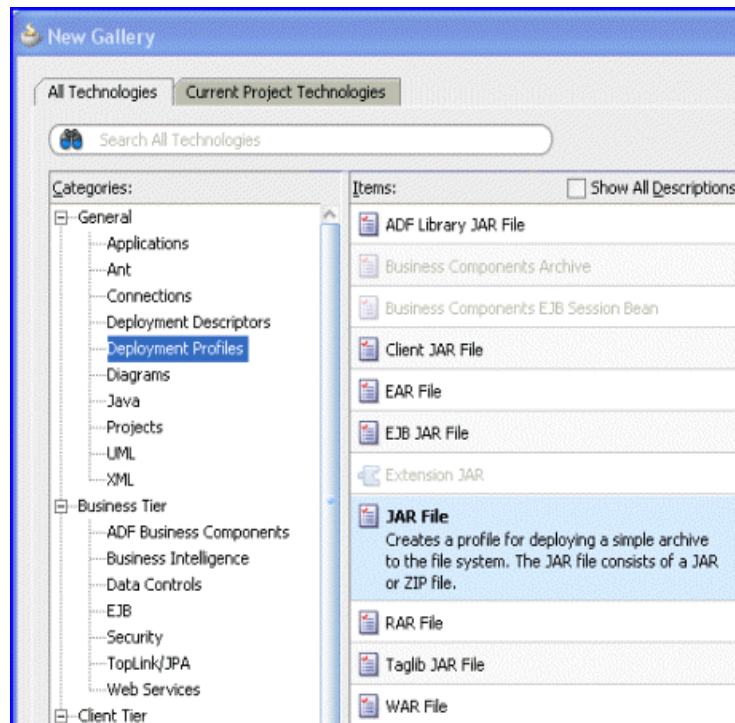 New Gallery
All Technologies
Current Project Technologies
Search All Technologies
Categories:
General
Applications
Ant
Connections
Deployment Descriptors
Deployment Profiles
Diagrams
Java
Projects
UML
XML
Business Tier
ADF Business Components
Business Intelligence
Data Controls
EJB
Security
TopLink/JPA
Web Services
Client Tier
Items:
Show All Descriptions
ADF Library JAR File
Business Components Archive
Business Components EJB Session Bean
Client JAR File
EAR File
EJB JAR File
Extension JAR
JAR File
Creates a profile for deploying a simple archive
to the file system. The JAR file consists of a JAR
or ZIP file.
RAR File
Taglib JAR File
WAR File